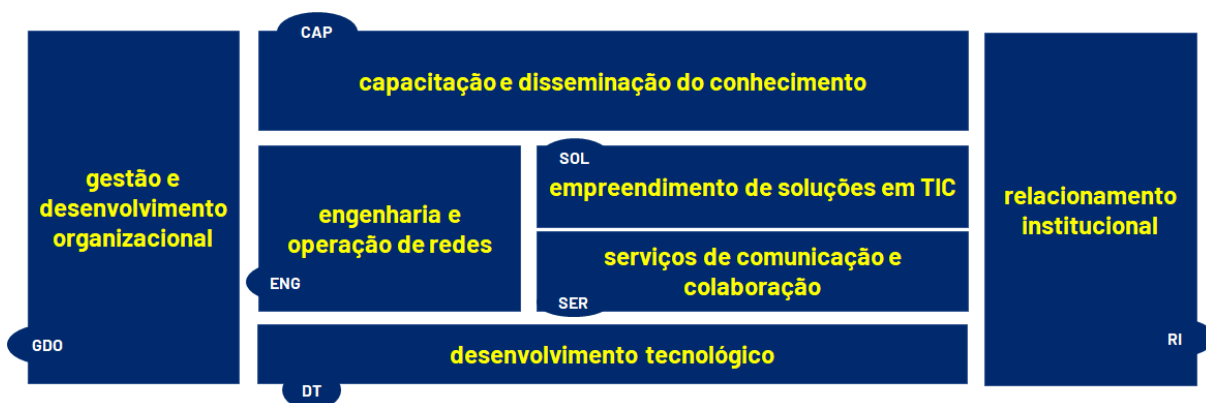 CAP
capacitação e disseminação do conhecimento
gestão e
desenvolvimento
organizacional
GDO
engenharia e
operação de redes
ENG
SOL
empreendimento de soluções em TIC
serviços de comunicação e
colaboração
SER
desenvolvimento tecnológico
DT
relacionamento
institucional
RI